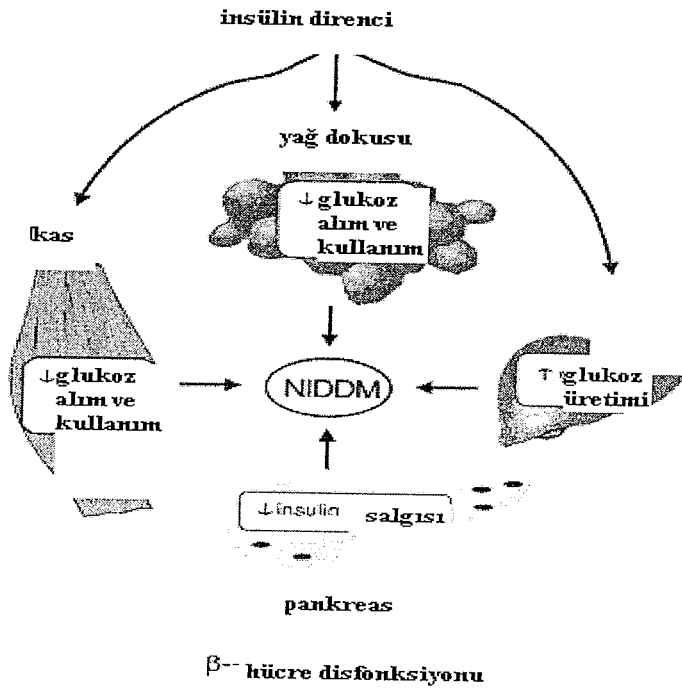 insülin direnci
yağ dokusu
↓ glukoz
alım ve
kullanım
kas
↓glukoz
alım ve
kullanım
NIDDM
↑ glukoz
üretimi
↓insulin salgısı
pankreas
β-- hücre disfonksiyonu